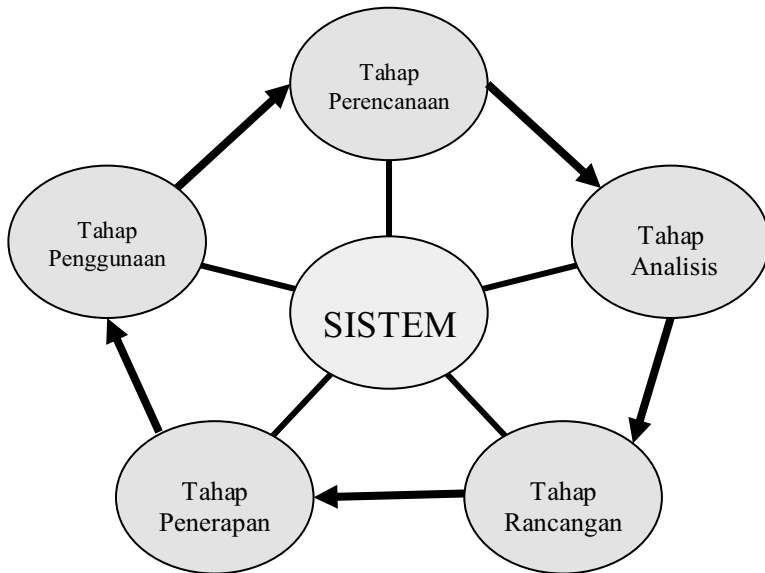 Tahap
Perencanaan
Tahap
Analisis
Tahap
Rancangan
Tahap
Penerapan
Tahap
Penggunaan
SISTEM